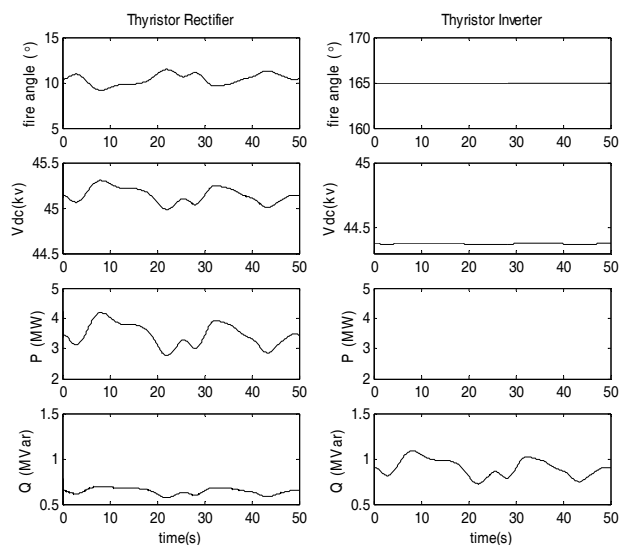 Thyristor Rectifier
Thyristor Inverter
fire angle (°)
15
10
5
0 10 20 30 40 50
fire angle (°)
170
165
160
0 10 20 30 40 50
Vdc(kv)
45.5
45
44.5
0 10 20 30 40 50
Vdc(kv)
45
44.5
0 10 20 30 40 50
P (MW)
5
4
3
2
0 10 20 30 40 50
P (MW)
5
4
3
2
0 10 20 30 40 50
Q (MVar)
1.5
1
0.5
0 10 20 30 40 50
time(s)
Q (MVar)
1.5
1
0.5
0 10 20 30 40 50
time(s)